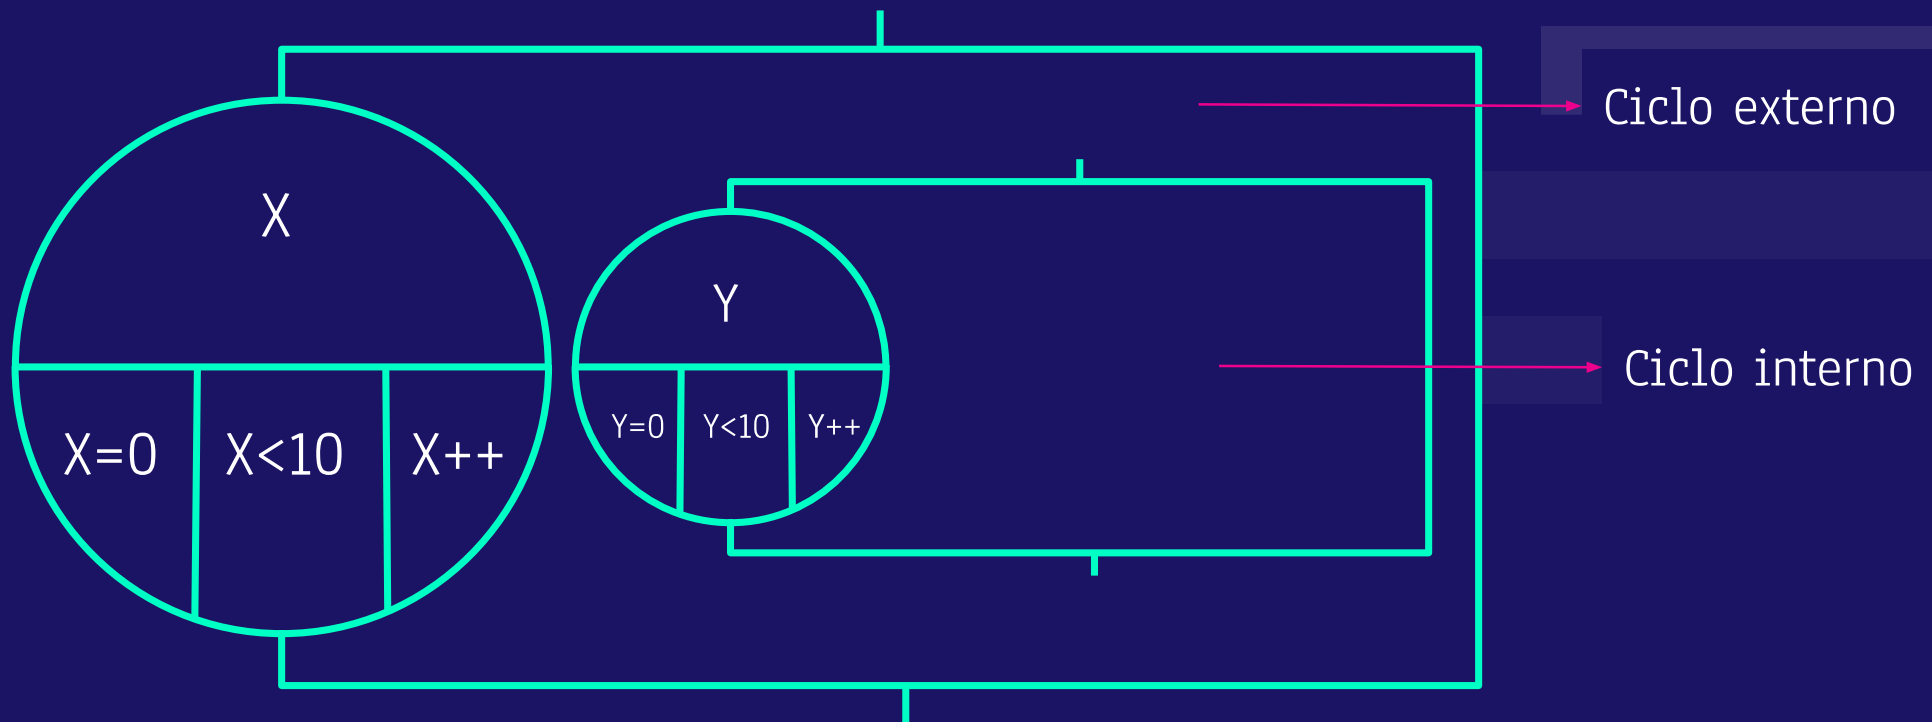 Ciclo externo
X
Y
Ciclo interno
X=0
X<10
X++
Y=0
Y<10
Y++